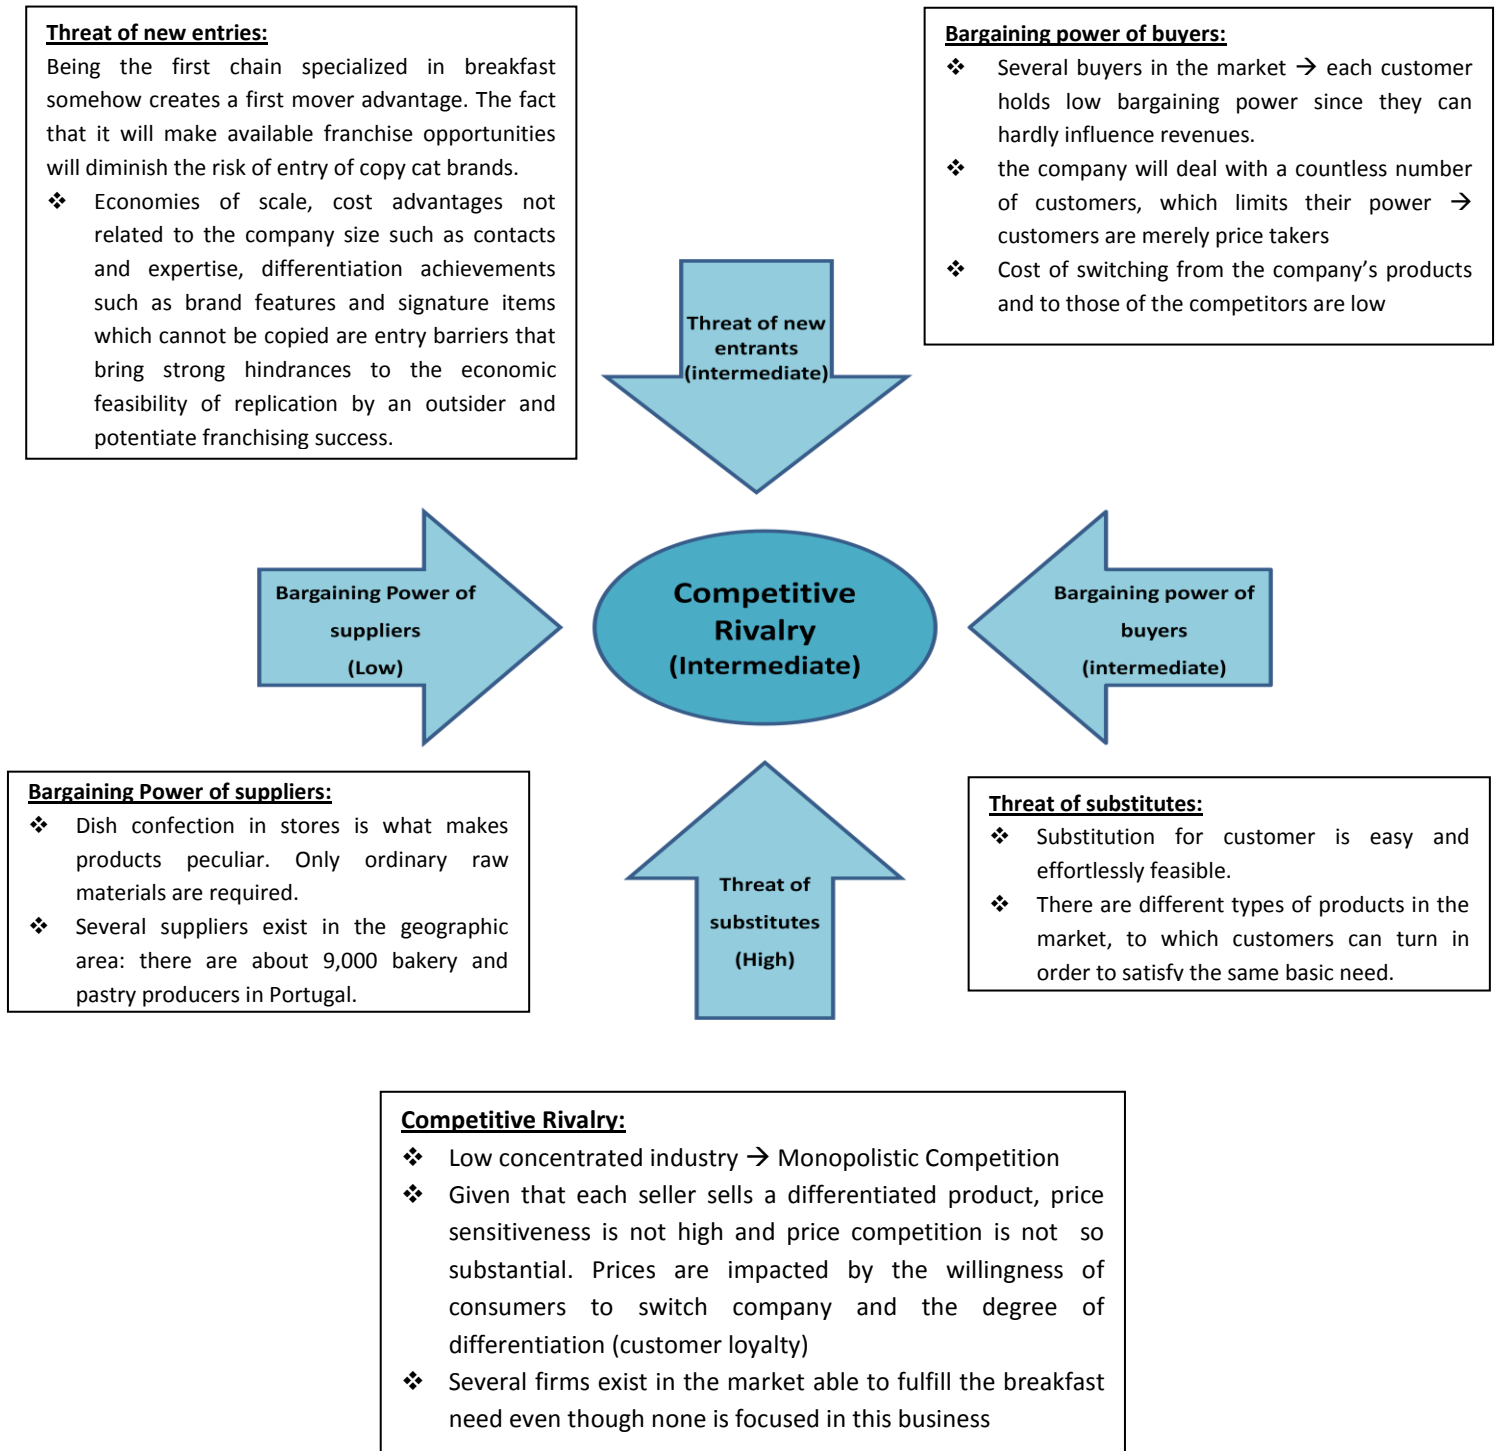 Threat of new entries:
Being the first chain specialized in breakfast
somehow creates a first mover advantage. The fact
that it will make available franchise opportunities
will diminish the risk of entry of copy cat brands.
❖ Economies of scale, cost advantages not
related to the company size such as contacts
and expertise, differentiation achievements
such as brand features and signature items
which cannot be copied are entry barriers that
bring strong hindrances to the economic
feasibility of replication by an outsider and
potentiate franchising success.
Bargaining power of buyers:
❖ Several buyers in the market → each customer
holds low bargaining power since they can
hardly influence revenues.
❖ the company will deal with a countless number
of customers, which limits their power →
customers are merely price takers
❖ Cost of switching from the company’s products
and to those of the competitors are low
Threat of new
entrants
(intermediate)
Bargaining Power of
suppliers
(Low)
Competitive
Rivalry
(Intermediate)
Bargaining power of
buyers
(intermediate)
Bargaining Power of suppliers:
❖ Dish confection in stores is what makes
products peculiar. Only ordinary raw
materials are required.
❖ Several suppliers exist in the geographic
area: there are about 9,000 bakery and
pastry producers in Portugal.
Threat of
substitutes
(High)
Threat of substitutes:
❖ Substitution for customer is easy and
effortlessly feasible.
❖ There are different types of products in the
market, to which customers can turn in
order to satisfy the same basic need.
Competitive Rivalry:
❖ Low concentrated industry → Monopolistic Competition
❖ Given that each seller sells a differentiated product, price
sensitiveness is not high and price competition is not so
substantial. Prices are impacted by the willingness of
consumers to switch company and the degree of
differentiation (customer loyalty)
❖ Several firms exist in the market able to fulfill the breakfast
need even though none is focused in this business